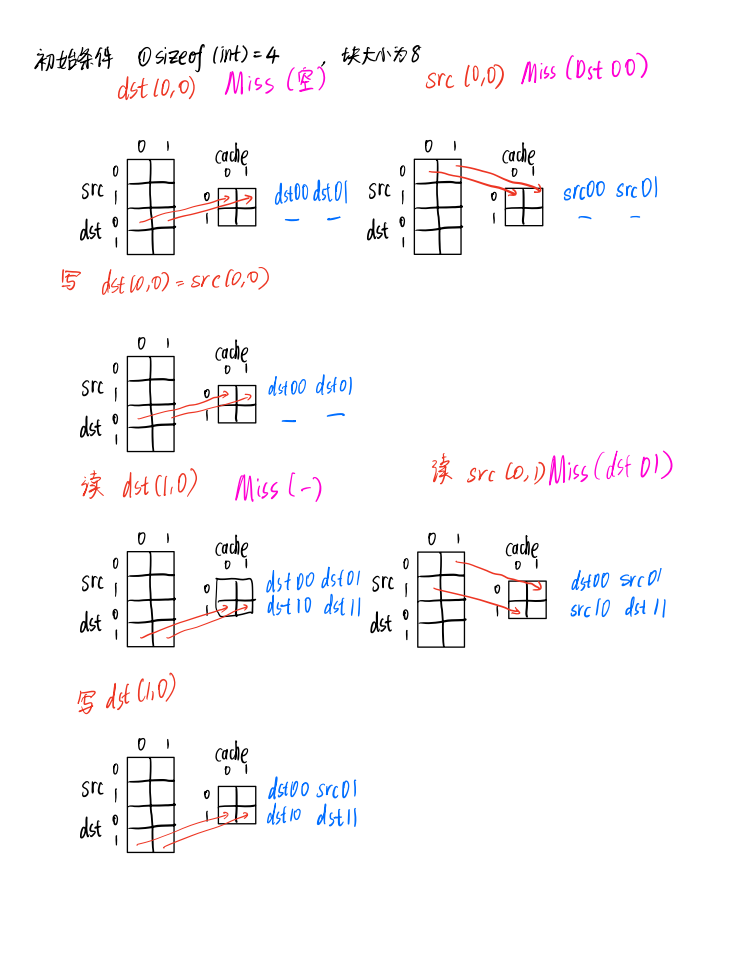 初始条件 ①sizeof(int)=4 ,块大小为8
dst(0,0) Miss(空) src(0,0) Miss(Dst 00)
0 1 0 1
0 cache 0 cache
src 0 1 src 0 1
1 0 dst00 dst01 1 0 src00 src01
dst 0 1 — — dst 0 1 — —
1 1
写 dst(0,0)=src(0,0)
0 1
0 cache
src 0 1
1 0 dst00 dst01
dst 0 1 — —
1
读 dst(1,0) Miss(-) 读 src(0,1) Miss(dst 01)
0 1 0 1
0 cache 0 cache
src 0 1 src 0 1
1 0 dst00 dst01 1 0 dst00 src01
dst 0 1 dst10 dst11 dst 0 1 src10 dst11
1 1
写 dst(1,0)
0 1
0 cache
src 0 1
1 0 dst00 src01
dst 0 1 dst10 dst11
1